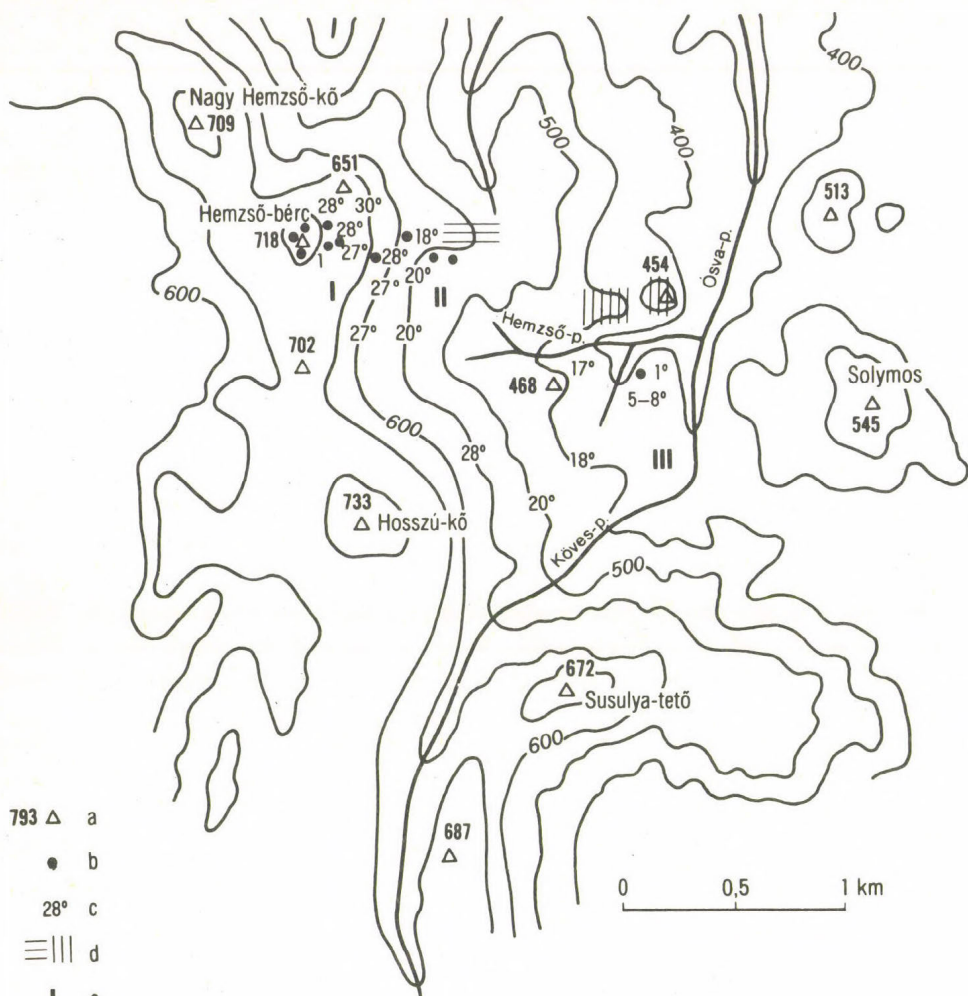 400
Nagy Hemzső-kő
709
500
400
651
513
28° 30°
Hemzső-bérc
28°
18°
718
27°
1
28°
I
27°
20°
II
454
Ósva-p.
600
27°
20°
Hemzső-p.
702
17°
1°
468
5–8°
Solymos
545
600
28°
18°
III
733
Hosszú-kő
20°
Köves-p.
500
672
Susulya-tető
600
793 a
687
b
0 0,5 1 km
28° c
d